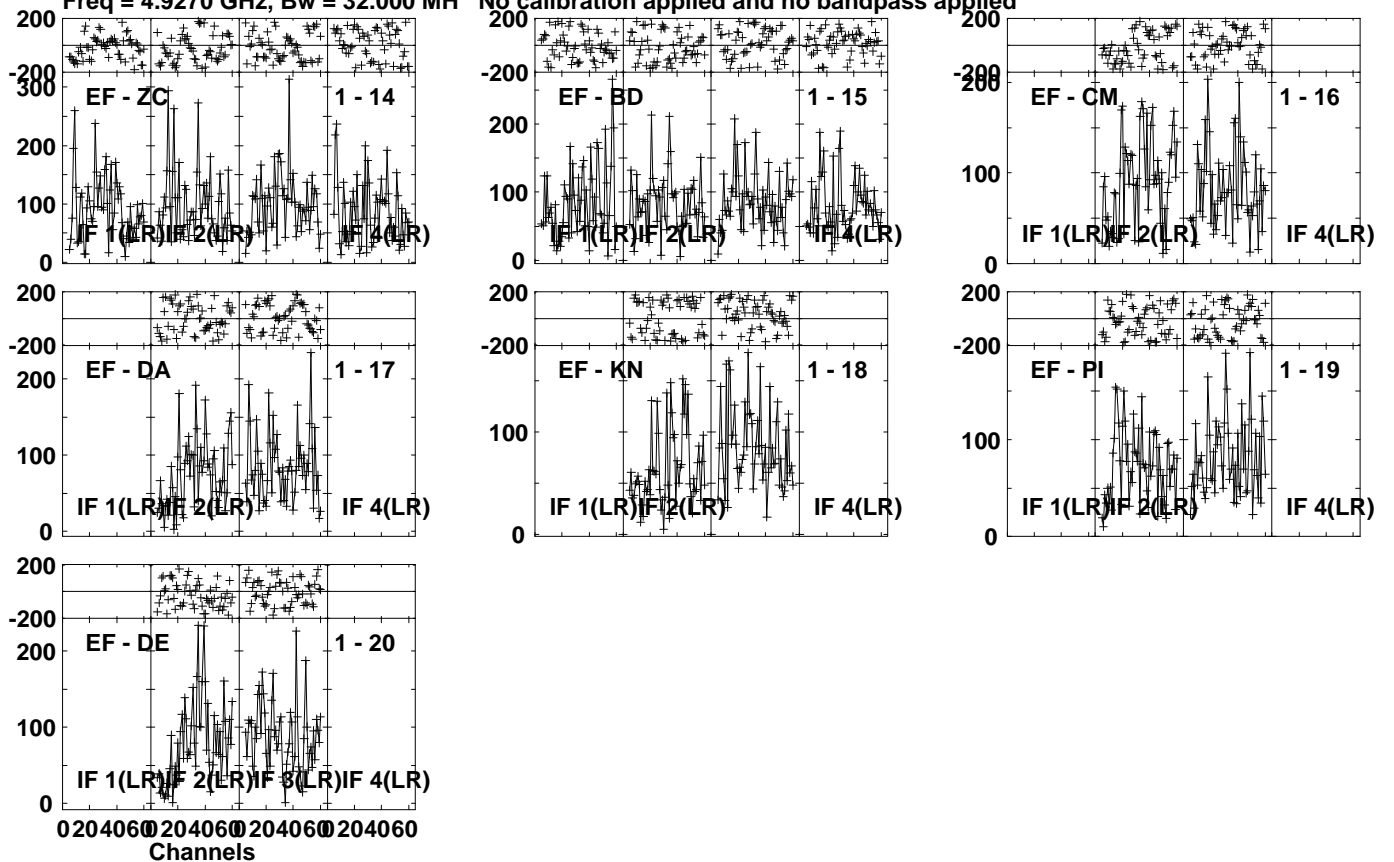 Freq = 4.9270 GHz, Bw = 32.000 MH No calibration applied and no bandpass applied
200
-200
300
200
100
0
EF - ZC
1 - 14
IF 1(LR)
IF 2(LR)
IF 4(LR)
200
-200
200
100
0
EF - BD
1 - 15
IF 1(LR)
IF 2(LR)
IF 4(LR)
200
-200
200
100
0
EF - CM
1 - 16
IF 1(LR)
IF 2(LR)
IF 4(LR)
200
-200
200
100
0
EF - DA
1 - 17
IF 1(LR)
IF 2(LR)
IF 4(LR)
200
-200
100
0
EF - KN
1 - 18
IF 1(LR)
IF 2(LR)
IF 4(LR)
200
-200
100
0
EF - PI
1 - 19
IF 1(LR)
IF 2(LR)
IF 4(LR)
200
-200
200
100
0
EF - DE
1 - 20
IF 1(LR)
IF 2(LR)
IF 3(LR)
IF 4(LR)
0 20 40 60 0 20 40 60 0 20 40 60 0 20 40 60
Channels